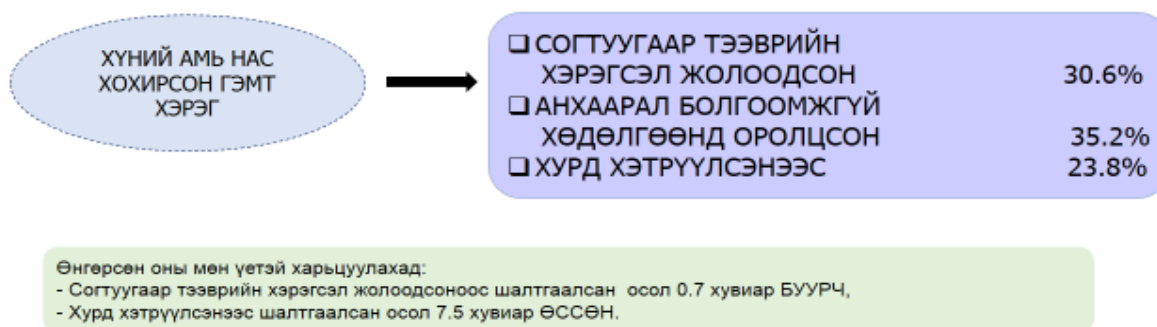 ХҮНИЙ АМЬ НАС
ХОХИРСОН ГЭМТ
ХЭРЭГ
❑ СОГТУУГААР ТЭЭВРИЙН
ХЭРЭГСЭЛ ЖОЛООДСОН 30.6%
❑ АНХААРАЛ БОЛГООМЖГҮЙ
ХӨДӨЛГӨӨНД ОРОЛЦСОН 35.2%
❑ ХУРД ХЭТРҮҮЛСЭНЭЭС 23.8%
Өнгөрсөн оны мөн үетэй харьцуулахад:
- Согтуугаар тээврийн хэрэгсэл жолоодсоноос шалтгаалсан осол 0.7 хувиар БУУРЧ,
- Хурд хэтрүүлсэнээс шалтгаалсан осол 7.5 хувиар ӨССӨН.